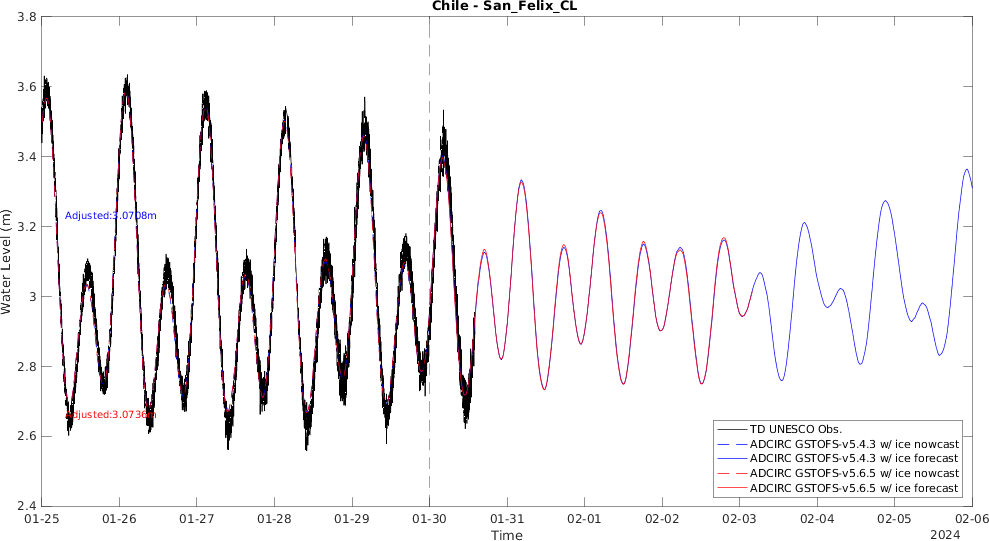 Chile - San_Felix_CL
Water Level (m)
3.8
3.6
3.4
3.2
3
2.8
2.6
2.4
Adjusted:3.0708m
Adjusted:3.0736m
TD UNESCO Obs.
ADCIRC GSTOFS-v5.4.3 w/ ice nowcast
ADCIRC GSTOFS-v5.4.3 w/ ice forecast
ADCIRC GSTOFS-v5.6.5 w/ ice nowcast
ADCIRC GSTOFS-v5.6.5 w/ ice forecast
01-25 01-26 01-27 01-28 01-29 01-30 01-31 02-01 02-02 02-03 02-04 02-05 02-06
Time
2024